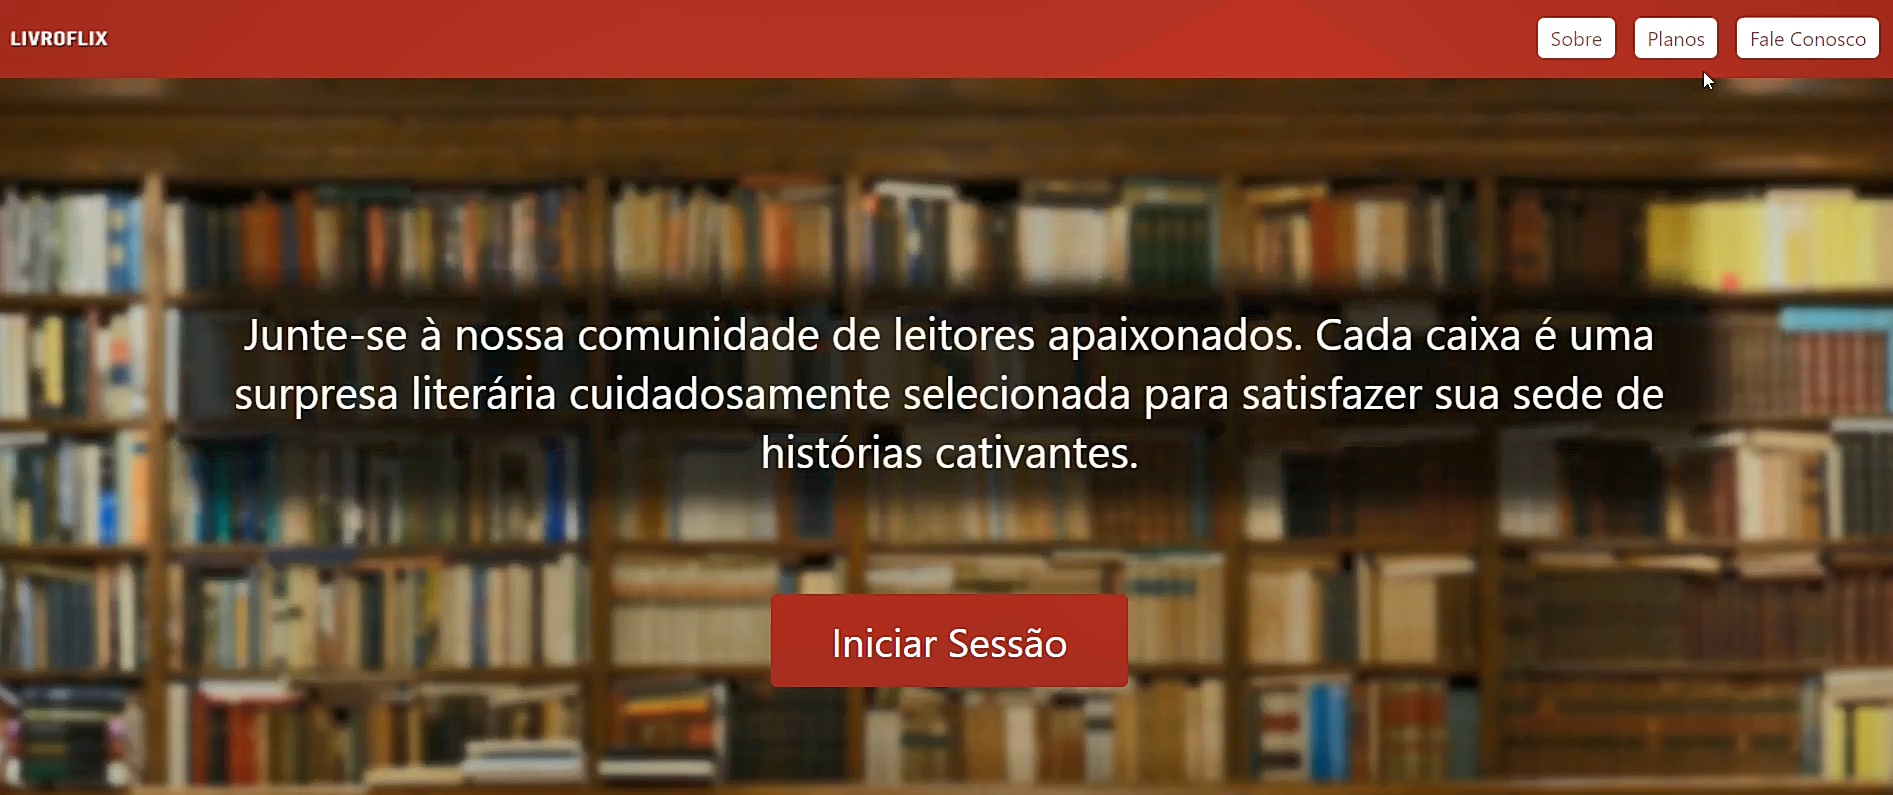 LIVROFLIX
Sobre
Planos
Fale Conosco
Junte-se à nossa comunidade de leitores apaixonados. Cada caixa é uma
surpresa literária cuidadosamente selecionada para satisfazer sua sede de
histórias cativantes.
Iniciar Sessão